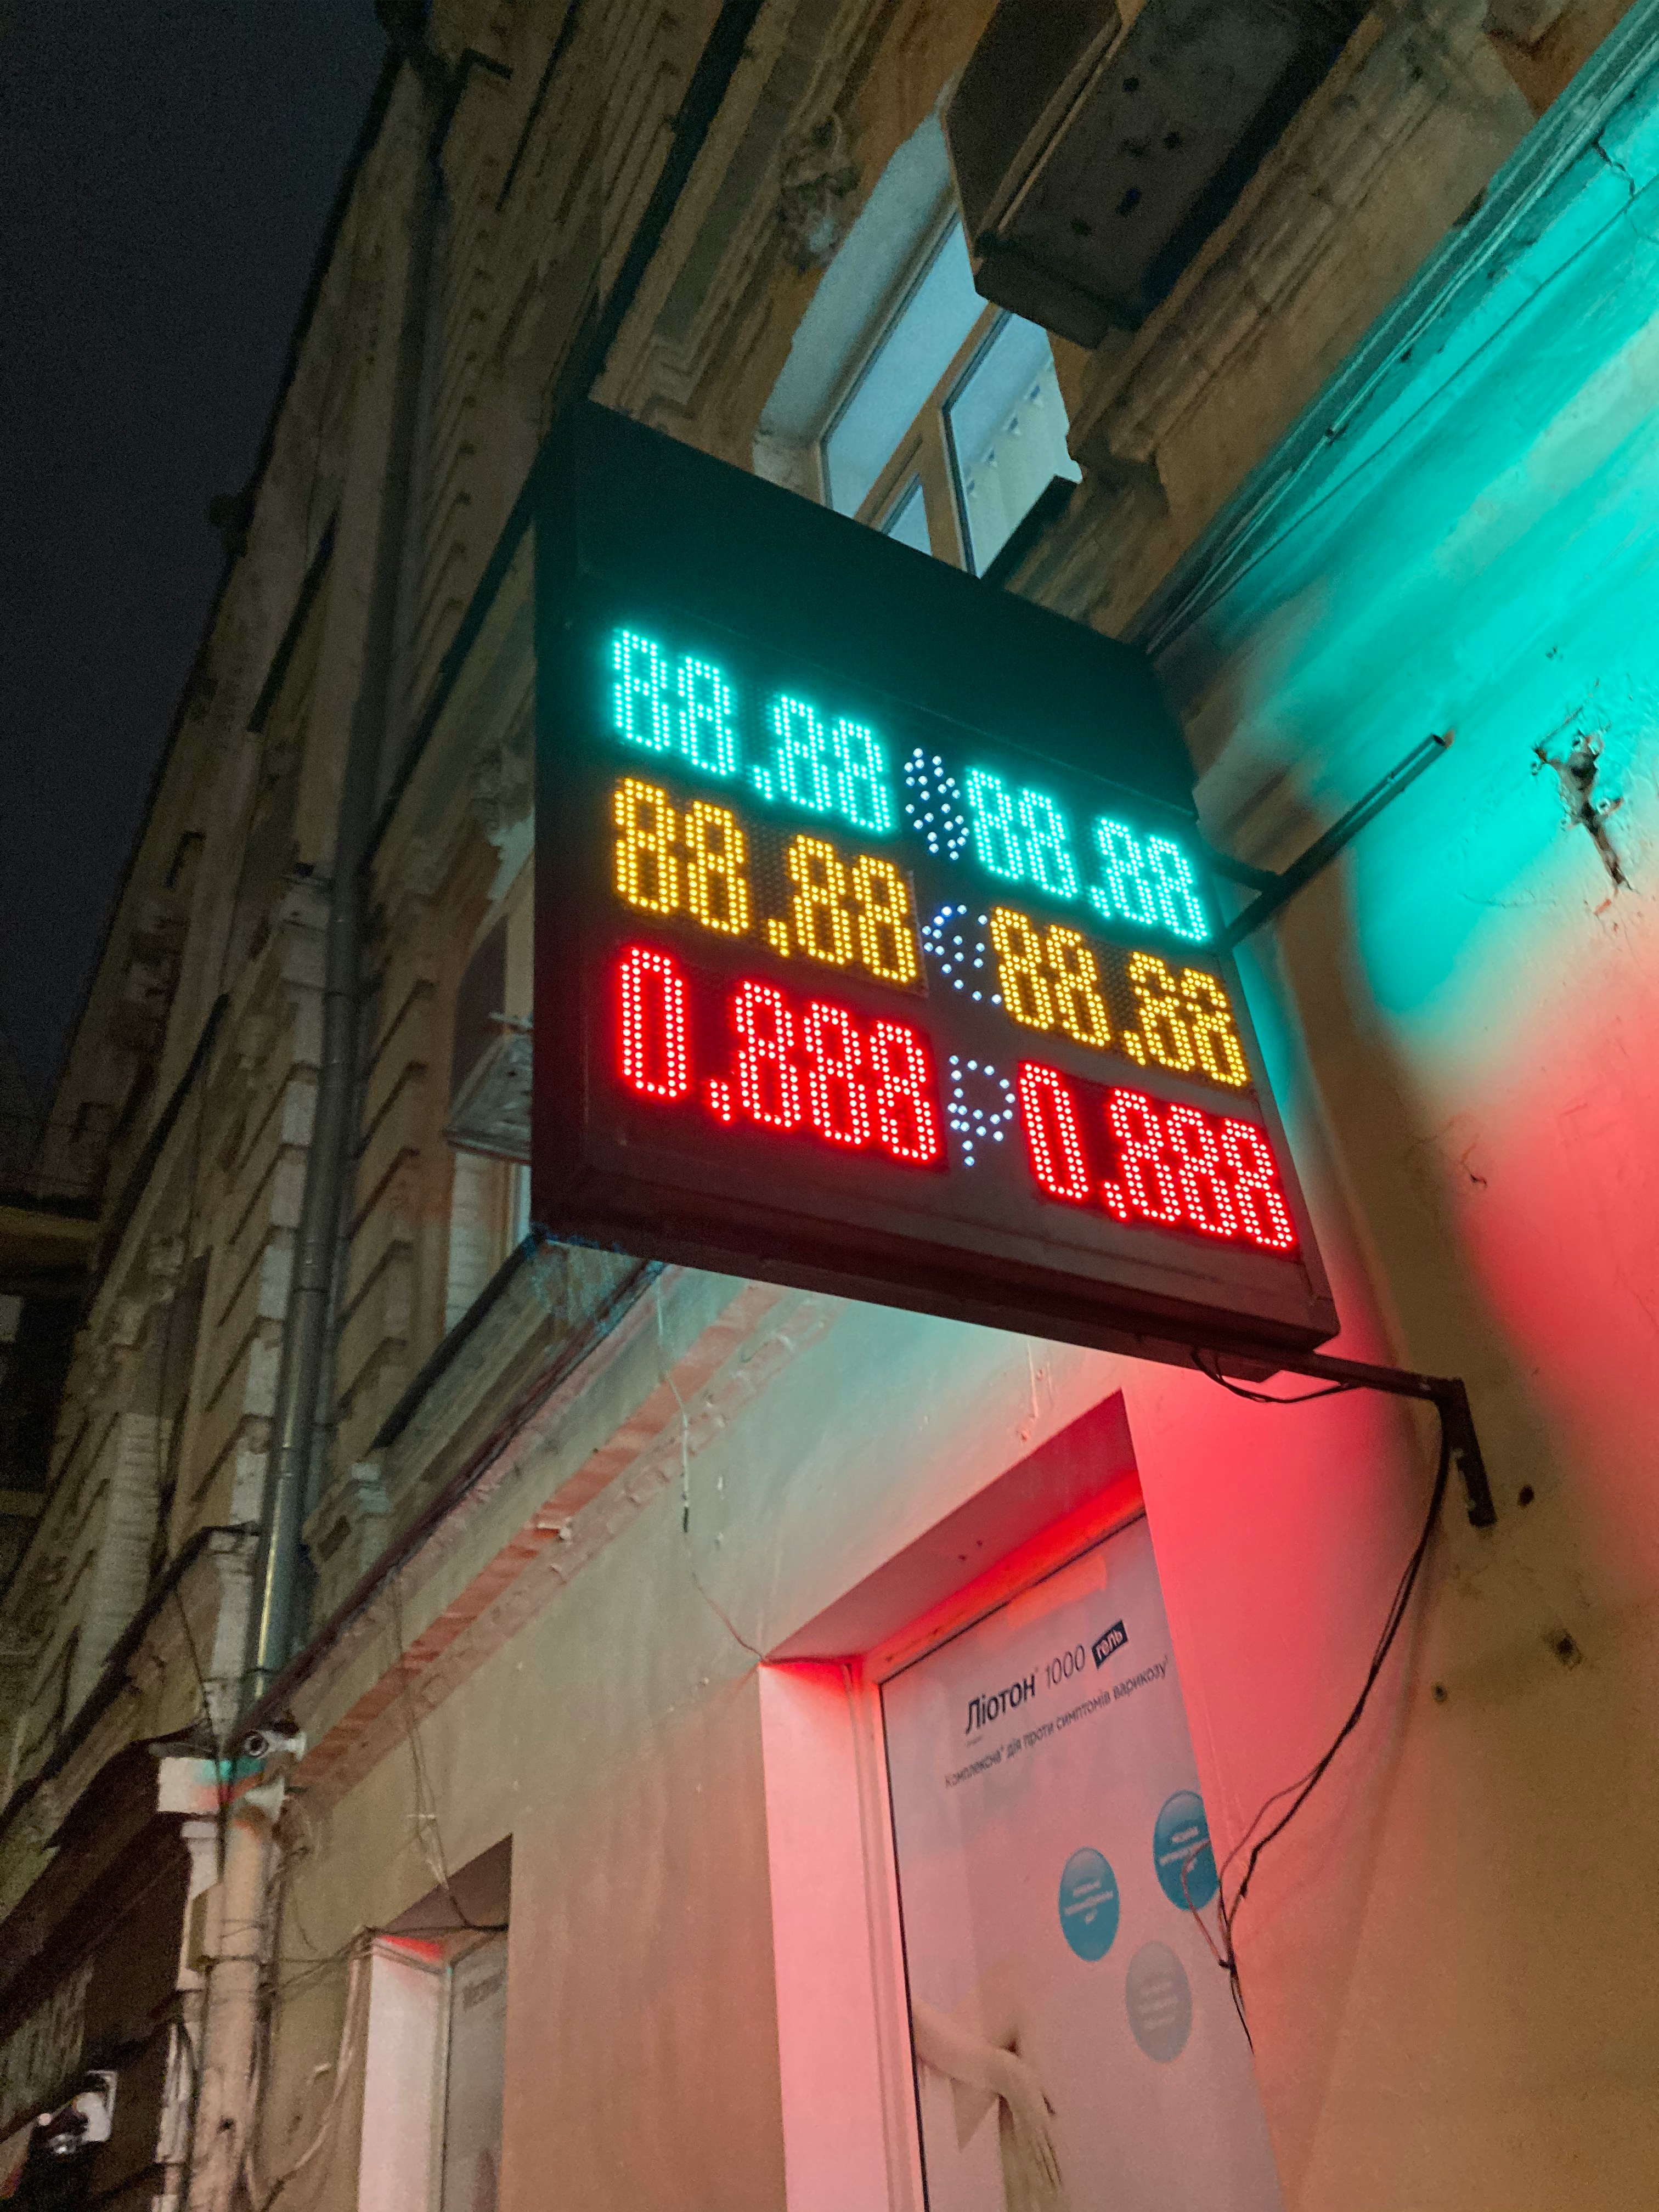 88.88 $ 88.88
88.88 € 88.88
0.888 ₽ 0.888
Ліотон® 1000 гель
Комплексна* дія проти симптомів варикозу¹